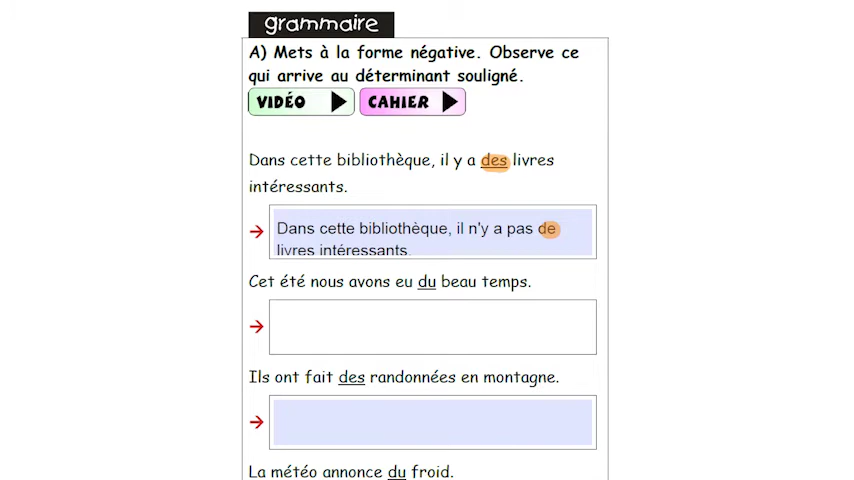 grammaire
A) Mets à la forme négative. Observe ce
qui arrive au déterminant souligné.
VIDÉO CAHIER
Dans cette bibliothèque, il y a des livres
intéressants.
→ Dans cette bibliothèque, il n'y a pas de
livres intéressants.
Cet été nous avons eu du beau temps.
→
Ils ont fait des randonnées en montagne.
→
La météo annonce du froid.